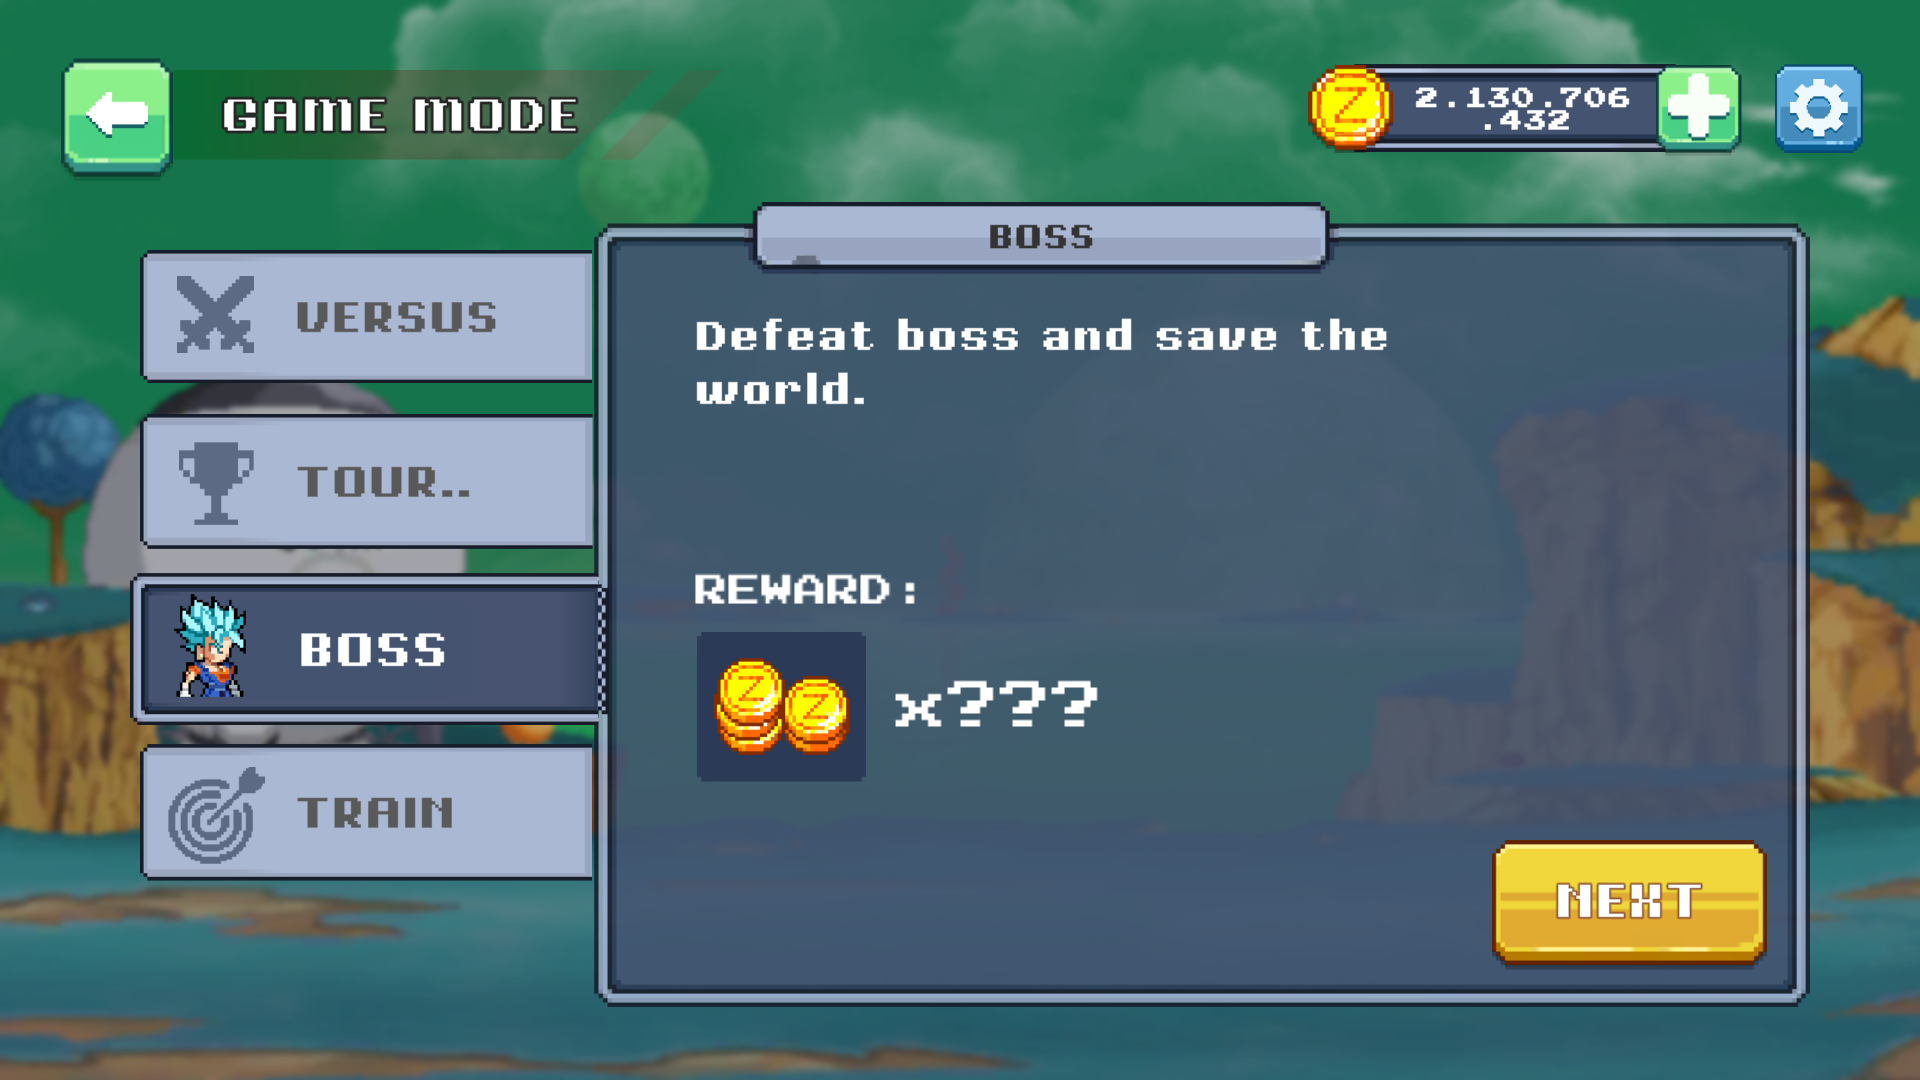 GAME MODE
2.130.706
.432
BOSS
VERSUS
TOUR..
BOSS
TRAIN
Defeat boss and save the
world.
REWARD:
x???
NEXT